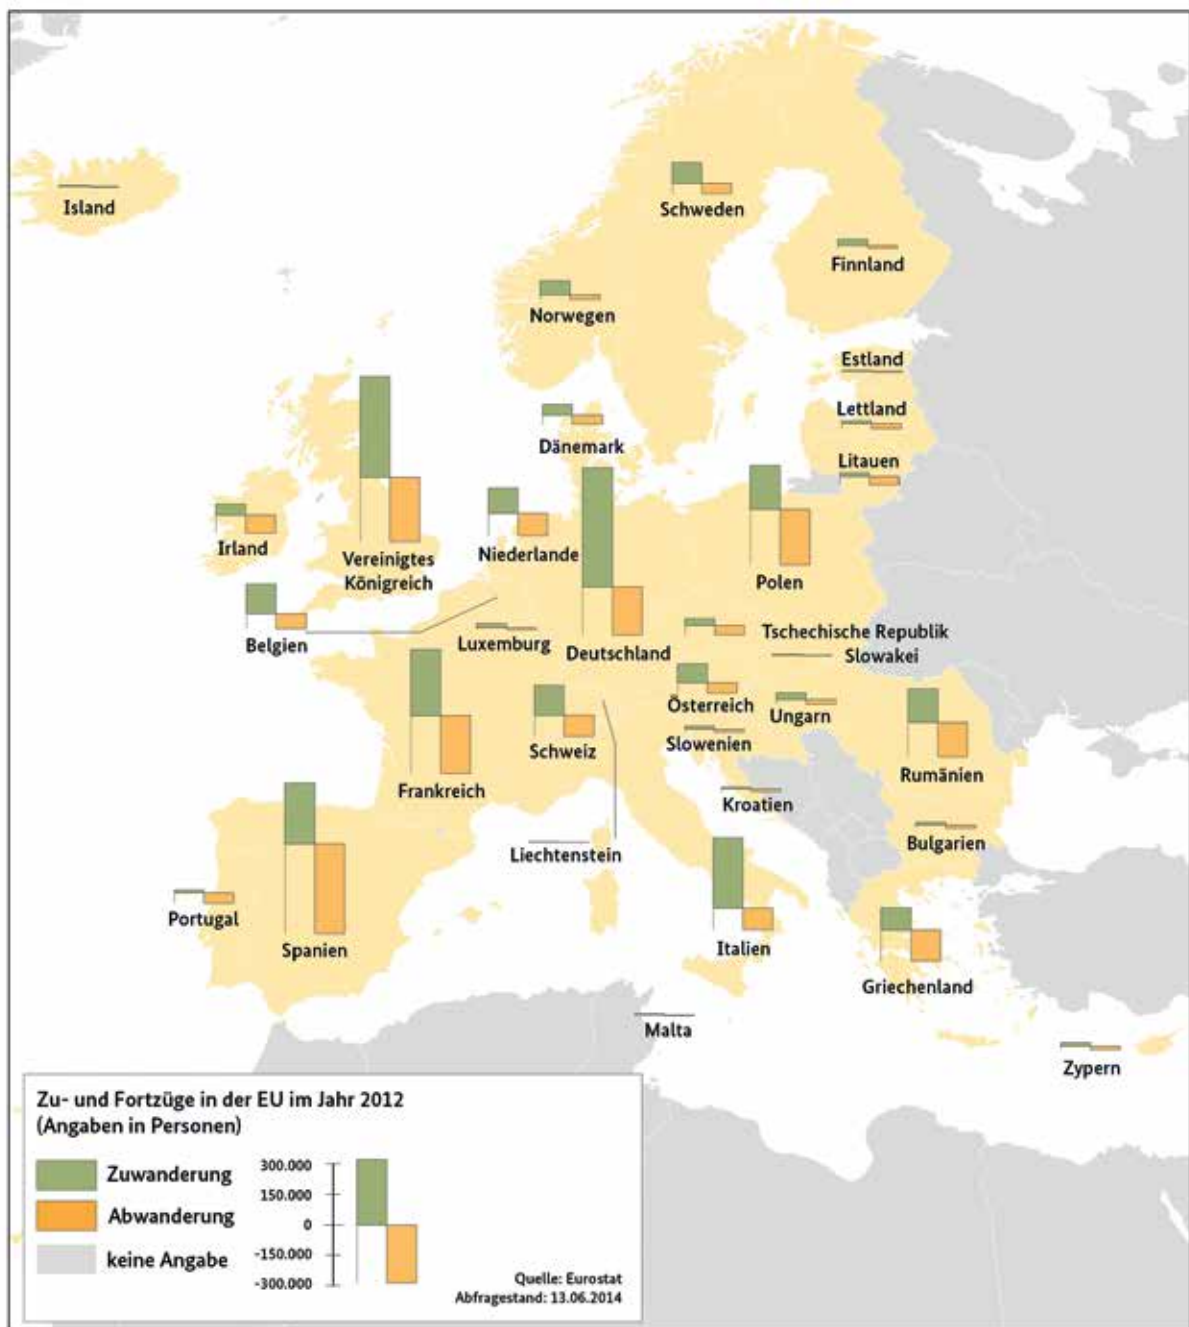 Island
Schweden
Finnland
Norwegen
Estland
Lettland
Dänemark
Litauen
Irland
Vereinigtes
Königreich
Niederlande
Polen
Belgien
Luxemburg
Deutschland
Tschechische Republik
Slowakei
Österreich
Ungarn
Slowenien
Schweiz
Frankreich
Rumänien
Kroatien
Bulgarien
Liechtenstein
Portugal
Spanien
Italien
Griechenland
Malta
Zypern
Zu- und Fortzüge in der EU im Jahr 2012
(Angaben in Personen)
Zuwanderung
Abwanderung
keine Angabe
300.000
150.000
0
-150.000
-300.000
Quelle: Eurostat
Abfragestand: 13.06.2014